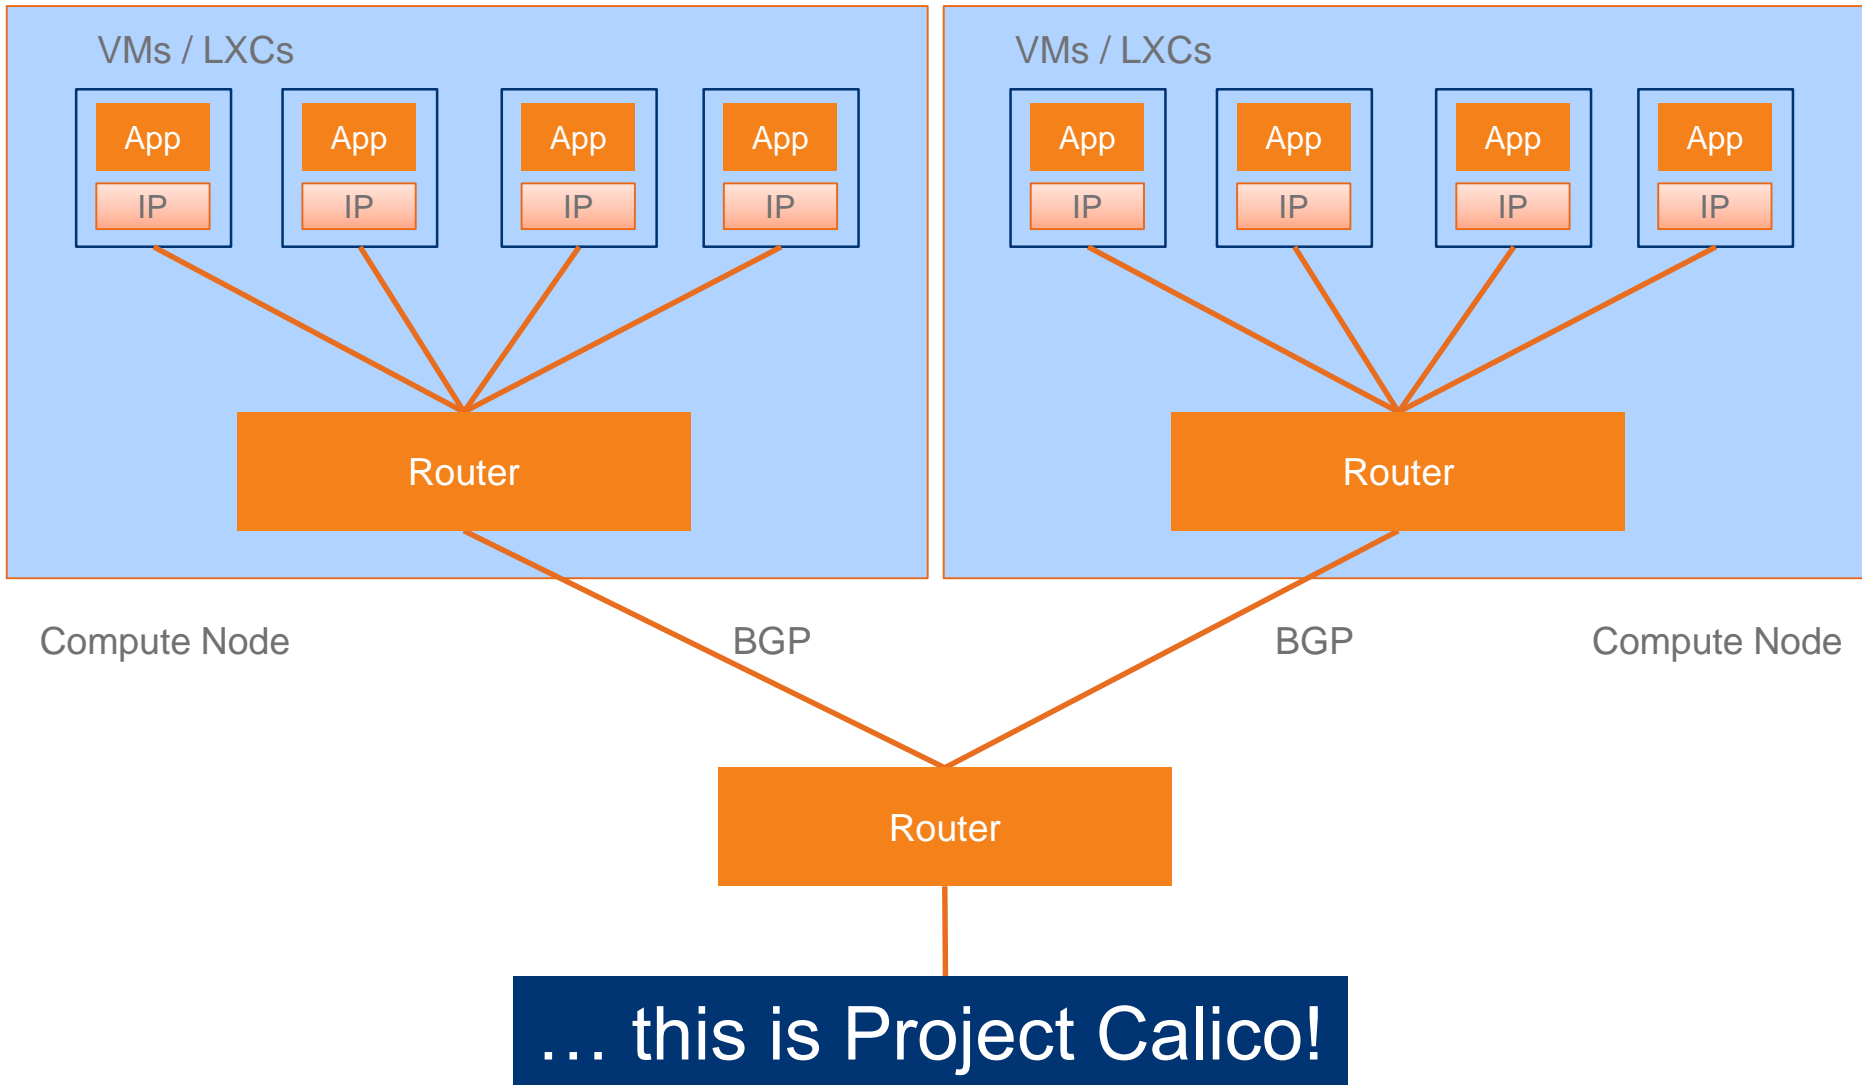 VMs / LXCs
App
App
App
App
IP
IP
IP
IP
Router
Compute Node
BGP
VMs / LXCs
App
App
App
App
IP
IP
IP
IP
Router
BGP
Compute Node
Router
... this is Project Calico!